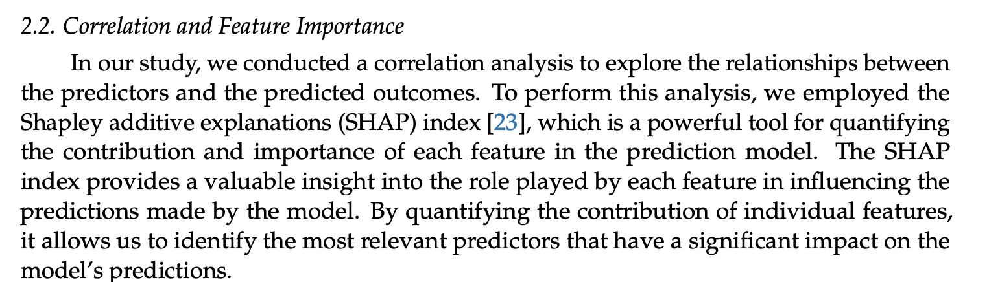 2.2. Correlation and Feature Importance
In our study, we conducted a correlation analysis to explore the relationships between
the predictors and the predicted outcomes. To perform this analysis, we employed the
Shapley additive explanations (SHAP) index [23], which is a powerful tool for quantifying
the contribution and importance of each feature in the prediction model. The SHAP
index provides a valuable insight into the role played by each feature in influencing the
predictions made by the model. By quantifying the contribution of individual features,
it allows us to identify the most relevant predictors that have a significant impact on the
model’s predictions.